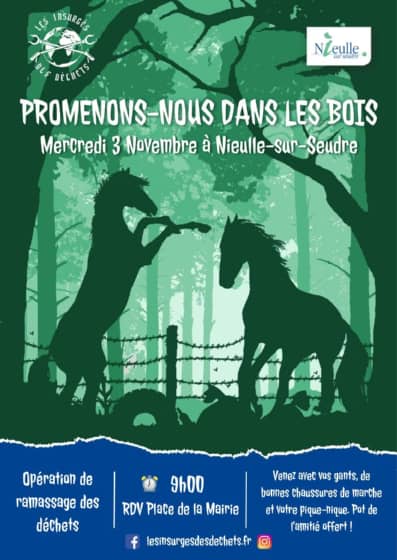 LES INSURGÉS
DES DÉCHETS
Nieulle
sur seudre
PROMENONS-NOUS DANS LES BOIS
Mercredi 3 Novembre à Nieulle-sur-Seudre
Opération de
ramassage des
déchets
9h00
RDV Place de la Mairie
Venez avec vos gants, de
bonnes chaussures de marche
et votre pique-nique. Pot de
l'amitié offert !
lesinsurgesdesdechets.fr